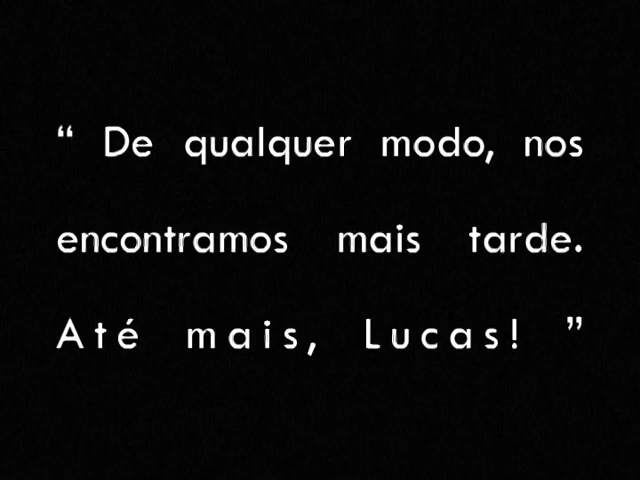 “ De qualquer modo, nos
encontramos mais tarde.
Até mais, Lucas! ”